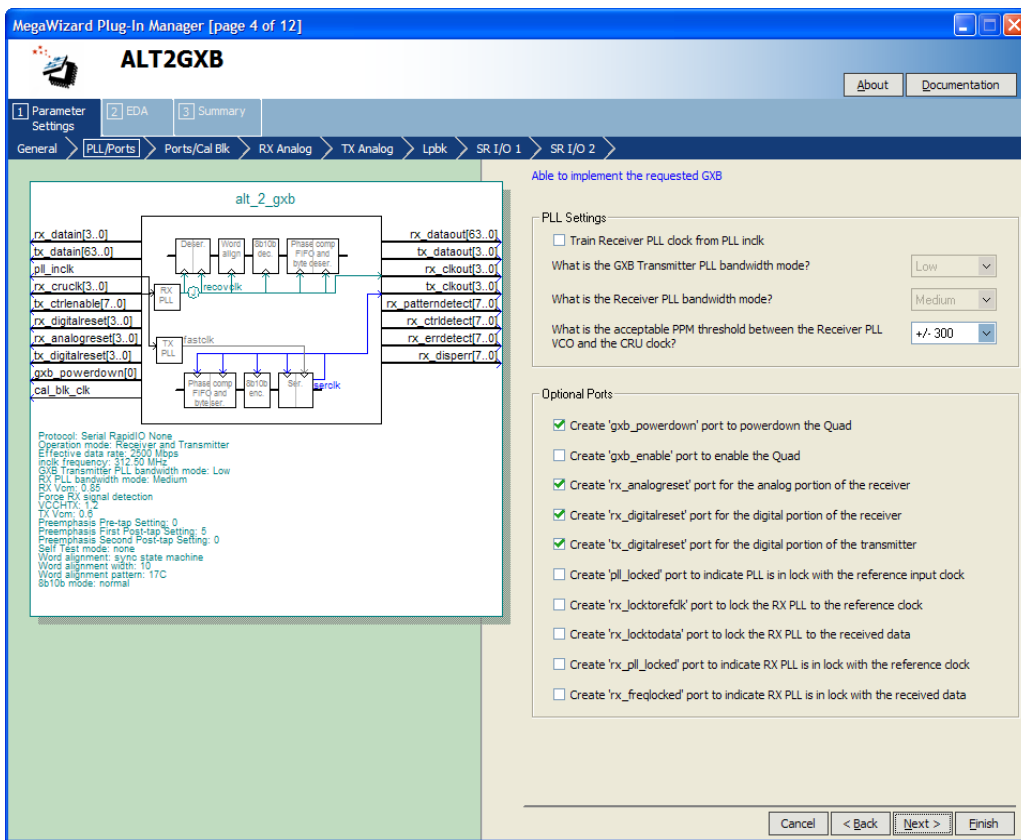 MegaWizard Plug-In Manager [page 4 of 12]
ALT2GXB
About
Documentation
1 Parameter Settings
2 EDA
3 Summary
General
PLL/Ports
Ports/Cal Blk
RX Analog
TX Analog
Lpbk
SR I/O 1
SR I/O 2
alt_2_gxb
rx_datain[3..0]
tx_datain[63..0]
pll_inclk
rx_cruclk[3..0]
tx_ctrlenable[7..0]
rx_digitalreset[3..0]
rx_analogreset[3..0]
tx_digitalreset[3..0]
gxb_powerdown[0]
cal_blk_clk
Deser.
Word align
8b10b dec.
Phase comp FIFO and byte deser.
RX PLL
recovclk
TX PLL
fastclk
Phase comp FIFO and byte ser.
8b10b enc.
Ser.
serclk
rx_dataout[63..0]
tx_dataout[3..0]
rx_clkout[3..0]
tx_clkout[3..0]
rx_patterndetect[7..0]
rx_ctrldetect[7..0]
rx_errdetect[7..0]
rx_disperr[7..0]
Protocol: Serial RapidIO None
Operation mode: Receiver and Transmitter
Effective data rate: 2500 Mbps
inclk frequency: 312.50 MHz
GXB Transmitter PLL bandwidth mode: Low
RX PLL bandwidth mode: Medium
RX Vcm: 0.85
Force RX signal detection
VCCHTX: 1.2
TX Vcm: 0.6
Preemphasis Pre-tap Setting: 0
Preemphasis First Post-tap Setting: 5
Preemphasis Second Post-tap Setting: 0
Self Test mode: none
Word alignment: sync state machine
Word alignment width: 10
Word alignment pattern: 17C
8b10b mode: normal
Able to implement the requested GXB
PLL Settings
Train Receiver PLL clock from PLL inclk
What is the GXB Transmitter PLL bandwidth mode?
Low
What is the Receiver PLL bandwidth mode?
Medium
What is the acceptable PPM threshold between the Receiver PLL
VCO and the CRU clock?
+/- 300
Optional Ports
Create 'gxb_powerdown' port to powerdown the Quad
Create 'gxb_enable' port to enable the Quad
Create 'rx_analogreset' port for the analog portion of the receiver
Create 'rx_digitalreset' port for the digital portion of the receiver
Create 'tx_digitalreset' port for the digital portion of the transmitter
Create 'pll_locked' port to indicate PLL is in lock with the reference input clock
Create 'rx_locktorefclk' port to lock the RX PLL to the reference clock
Create 'rx_locktodata' port to lock the RX PLL to the received data
Create 'rx_pll_locked' port to indicate RX PLL is in lock with the reference clock
Create 'rx_freqlocked' port to indicate RX PLL is in lock with the received data
Cancel
< Back
Next >
Finish